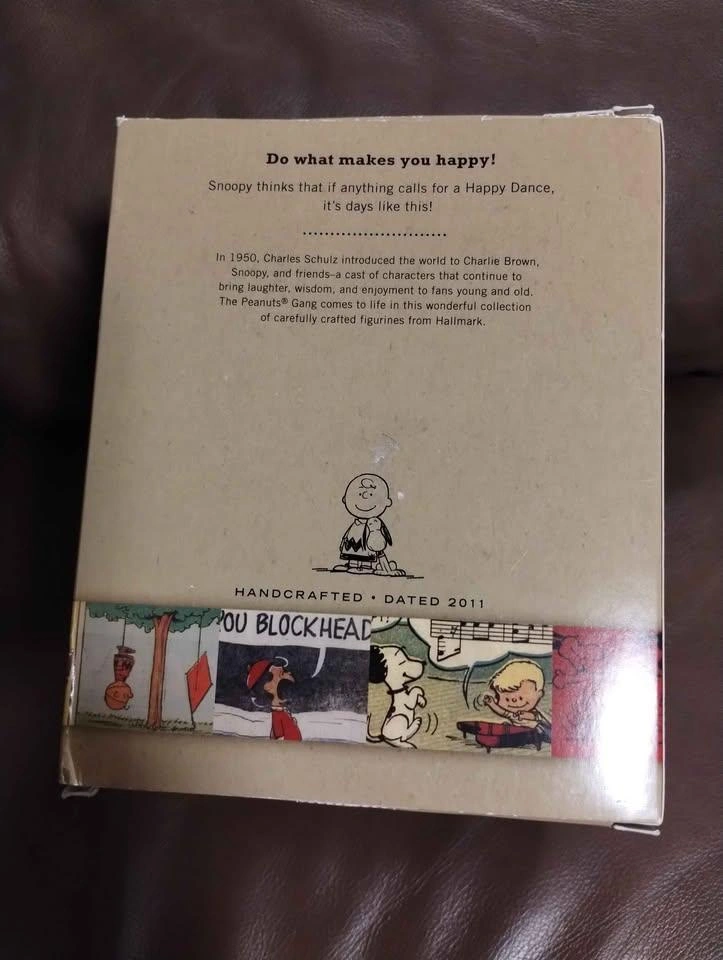 Do what makes you happy!
Snoopy thinks that if anything calls for a Happy Dance,
it's days like this!
In 1950, Charles Schulz introduced the world to Charlie Brown,
Snoopy, and friends–a cast of characters that continue to
bring laughter, wisdom, and enjoyment to fans young and old.
The Peanuts® Gang comes to life in this wonderful collection
of carefully crafted figurines from Hallmark.
HANDCRAFTED • DATED 2011
OU BLOCKHEAD